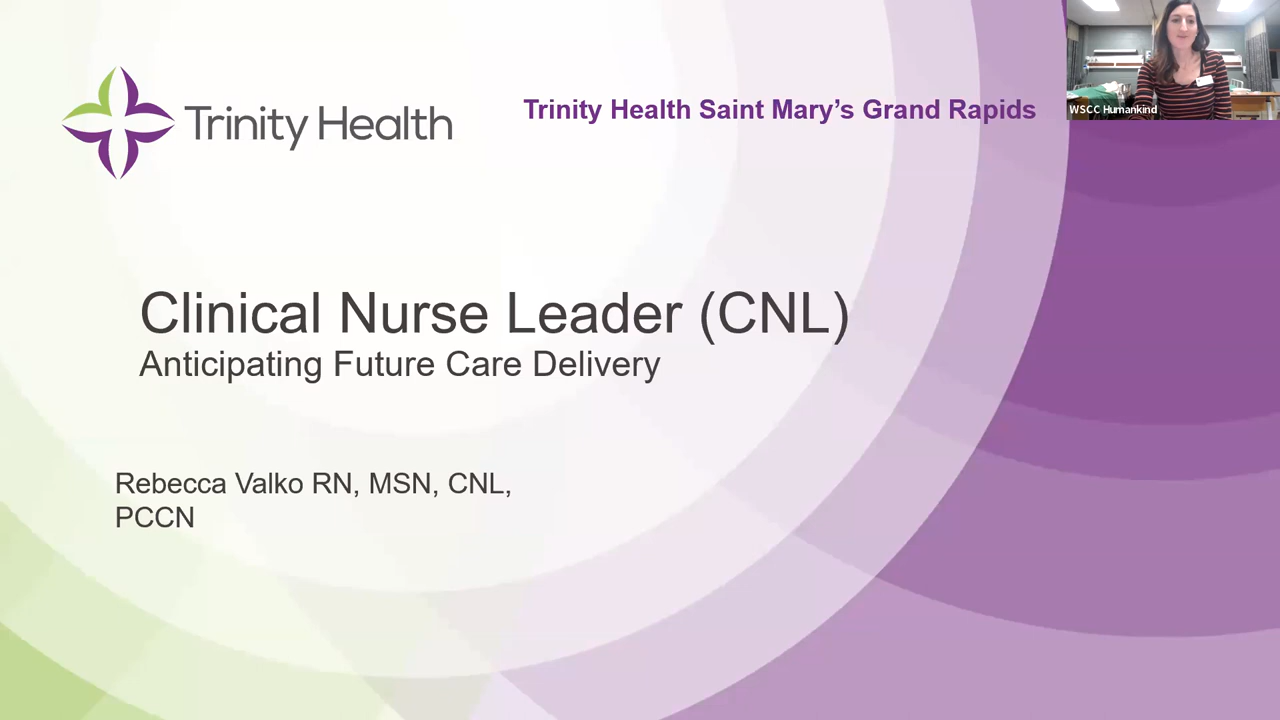 Trinity Health
Trinity Health Saint Mary's Grand Rapids
WSCC Humankind
Clinical Nurse Leader (CNL)
Anticipating Future Care Delivery
Rebecca Valko RN, MSN, CNL,
PCCN